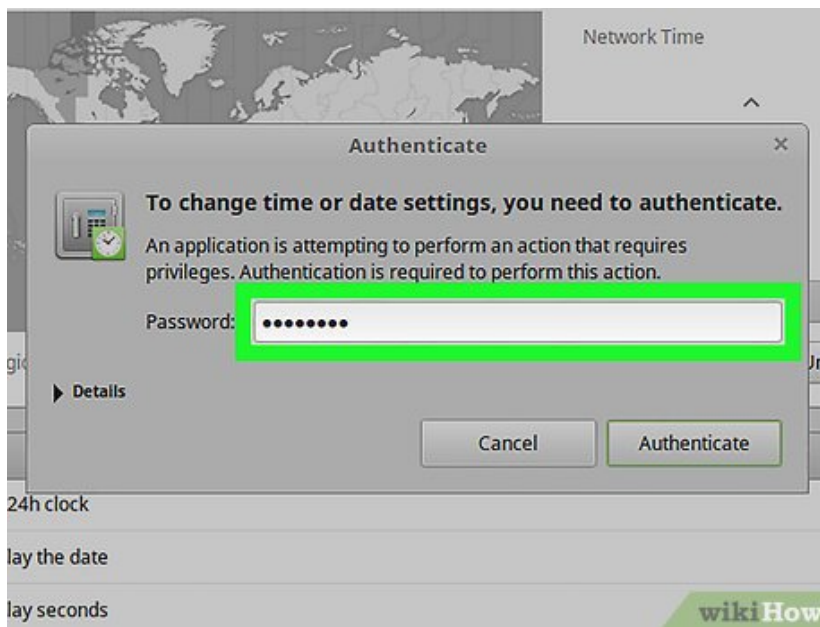 Network Time
Authenticate
To change time or date settings, you need to authenticate.
An application is attempting to perform an action that requires
privileges. Authentication is required to perform this action.
Password: ••••••••
Details
Cancel Authenticate
24h clock
lay the date
lay seconds
wikiHow